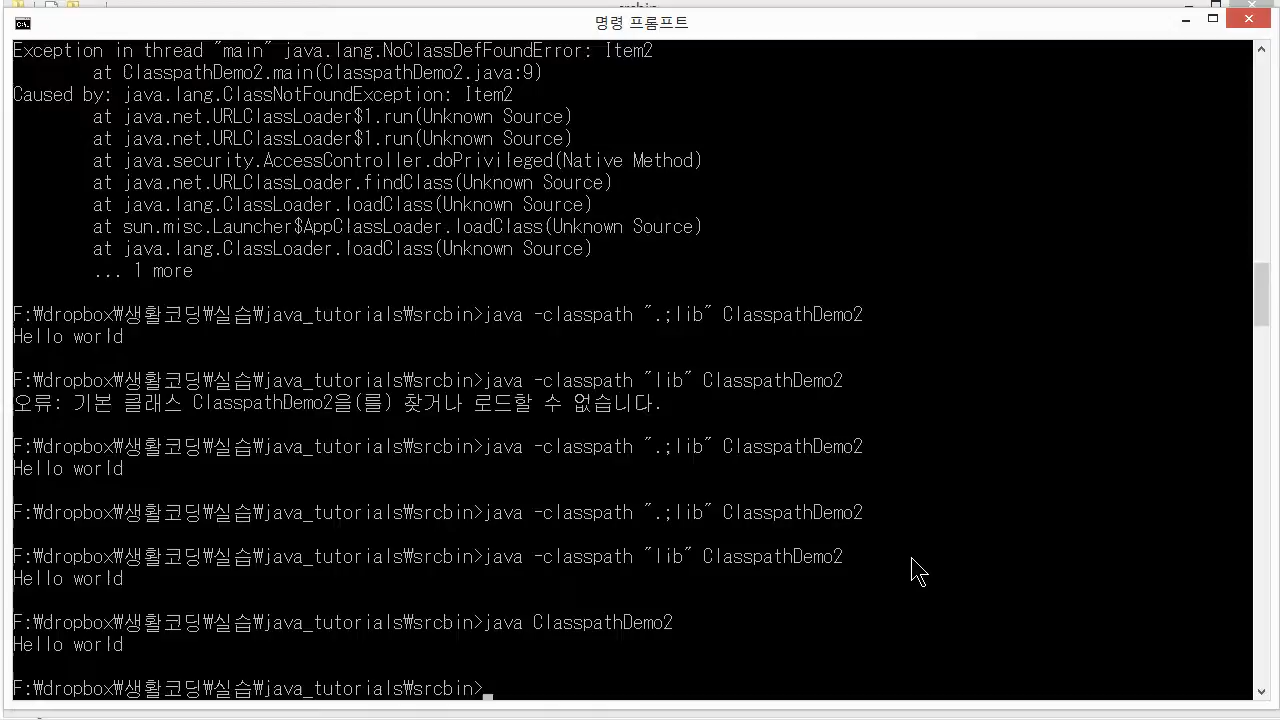 명령 프롬프트
Exception in thread "main" java.lang.NoClassDefFoundError: Item2
at ClasspathDemo2.main(ClasspathDemo2.java:9)
Caused by: java.lang.ClassNotFoundException: Item2
at java.net.URLClassLoader$1.run(Unknown Source)
at java.net.URLClassLoader$1.run(Unknown Source)
at java.security.AccessController.doPrivileged(Native Method)
at java.net.URLClassLoader.findClass(Unknown Source)
at java.lang.ClassLoader.loadClass(Unknown Source)
at sun.misc.Launcher$AppClassLoader.loadClass(Unknown Source)
at java.lang.ClassLoader.loadClass(Unknown Source)
... 1 more
F:₩dropbox₩생활코딩₩실습₩java_tutorials₩srcbin>java -classpath ".;lib" ClasspathDemo2
Hello world
F:₩dropbox₩생활코딩₩실습₩java_tutorials₩srcbin>java -classpath "lib" ClasspathDemo2
오류: 기본 클래스 ClasspathDemo2을(를) 찾거나 로드할 수 없습니다.
F:₩dropbox₩생활코딩₩실습₩java_tutorials₩srcbin>java -classpath ".;lib" ClasspathDemo2
Hello world
F:₩dropbox₩생활코딩₩실습₩java_tutorials₩srcbin>java -classpath ".;lib" ClasspathDemo2
F:₩dropbox₩생활코딩₩실습₩java_tutorials₩srcbin>java -classpath "lib" ClasspathDemo2
Hello world
F:₩dropbox₩생활코딩₩실습₩java_tutorials₩srcbin>java ClasspathDemo2
Hello world
F:₩dropbox₩생활코딩₩실습₩java_tutorials₩srcbin>